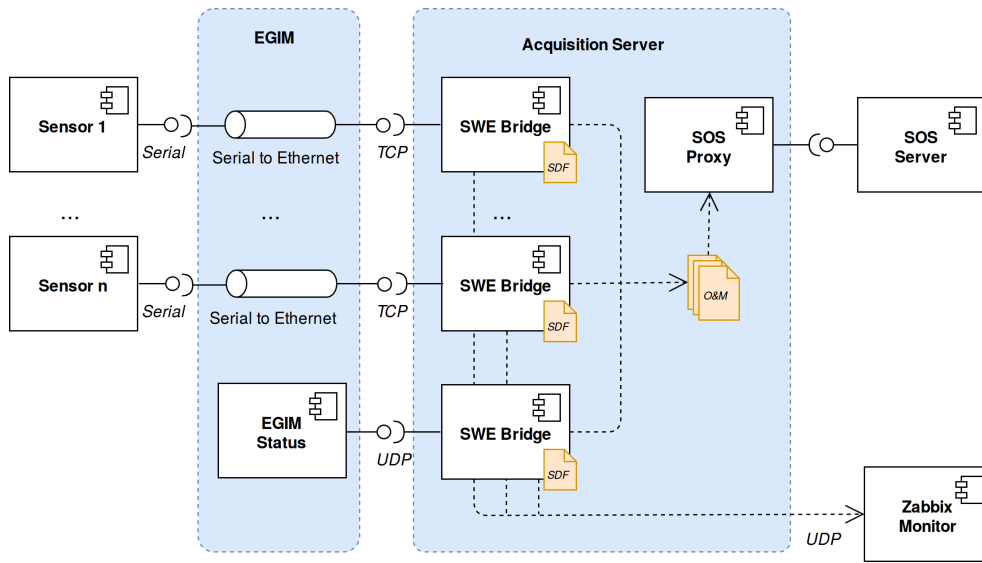 EGIM
Acquisition Server
Sensor 1
Serial
Serial to Ethernet
TCP
SWE Bridge
SDF
SOS
Proxy
SOS
Server
...
...
...
Sensor n
Serial
Serial to Ethernet
TCP
SWE Bridge
SDF
O&M
EGIM
Status
UDP
SWE Bridge
SDF
Zabbix
Monitor
UDP